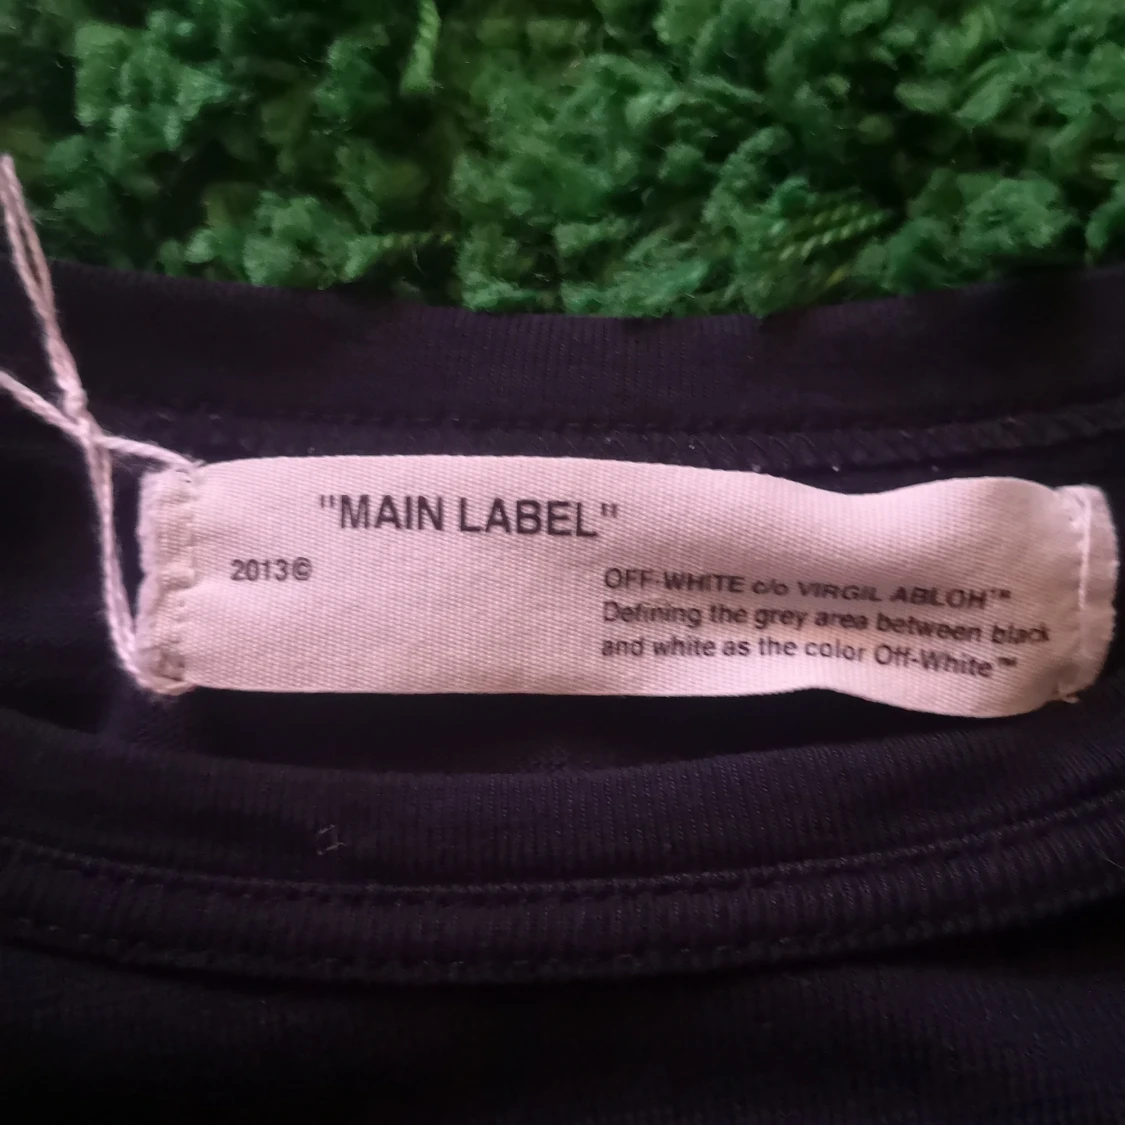 "MAIN LABEL"
2013©
OFF-WHITE c/o VIRGIL ABLOH™
Defining the grey area between black
and white as the color Off-White™